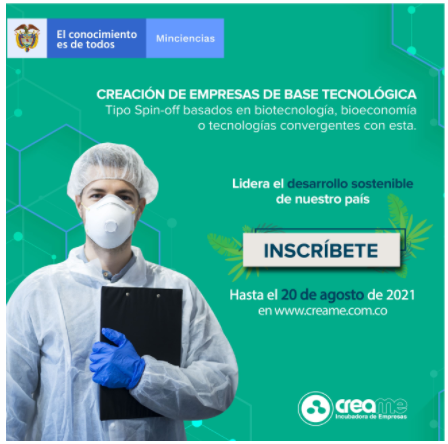 El conocimiento
es de todos
Minciencias
CREACIÓN DE EMPRESAS DE BASE TECNOLÓGICA
Tipo Spin-off basados en biotecnología, bioeconomía
o tecnologías convergentes con esta.
Lidera el desarrollo sostenible
de nuestro país
INSCRÍBETE
Hasta el 20 de agosto de 2021
en www.creame.com.co
creame
Incubadora de Empresas